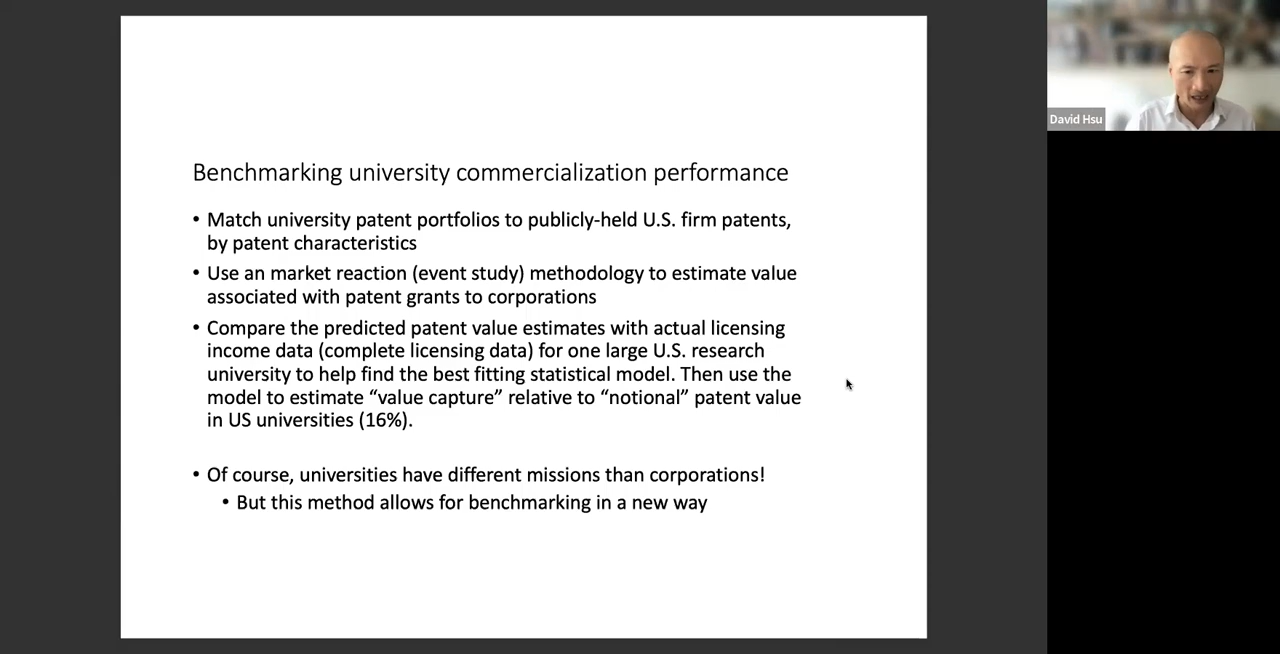 Benchmarking university commercialization performance
• Match university patent portfolios to publicly-held U.S. firm patents,
by patent characteristics
• Use an market reaction (event study) methodology to estimate value
associated with patent grants to corporations
• Compare the predicted patent value estimates with actual licensing
income data (complete licensing data) for one large U.S. research
university to help find the best fitting statistical model. Then use the
model to estimate “value capture” relative to “notional” patent value
in US universities (16%).
• Of course, universities have different missions than corporations!
• But this method allows for benchmarking in a new way
David Hsu